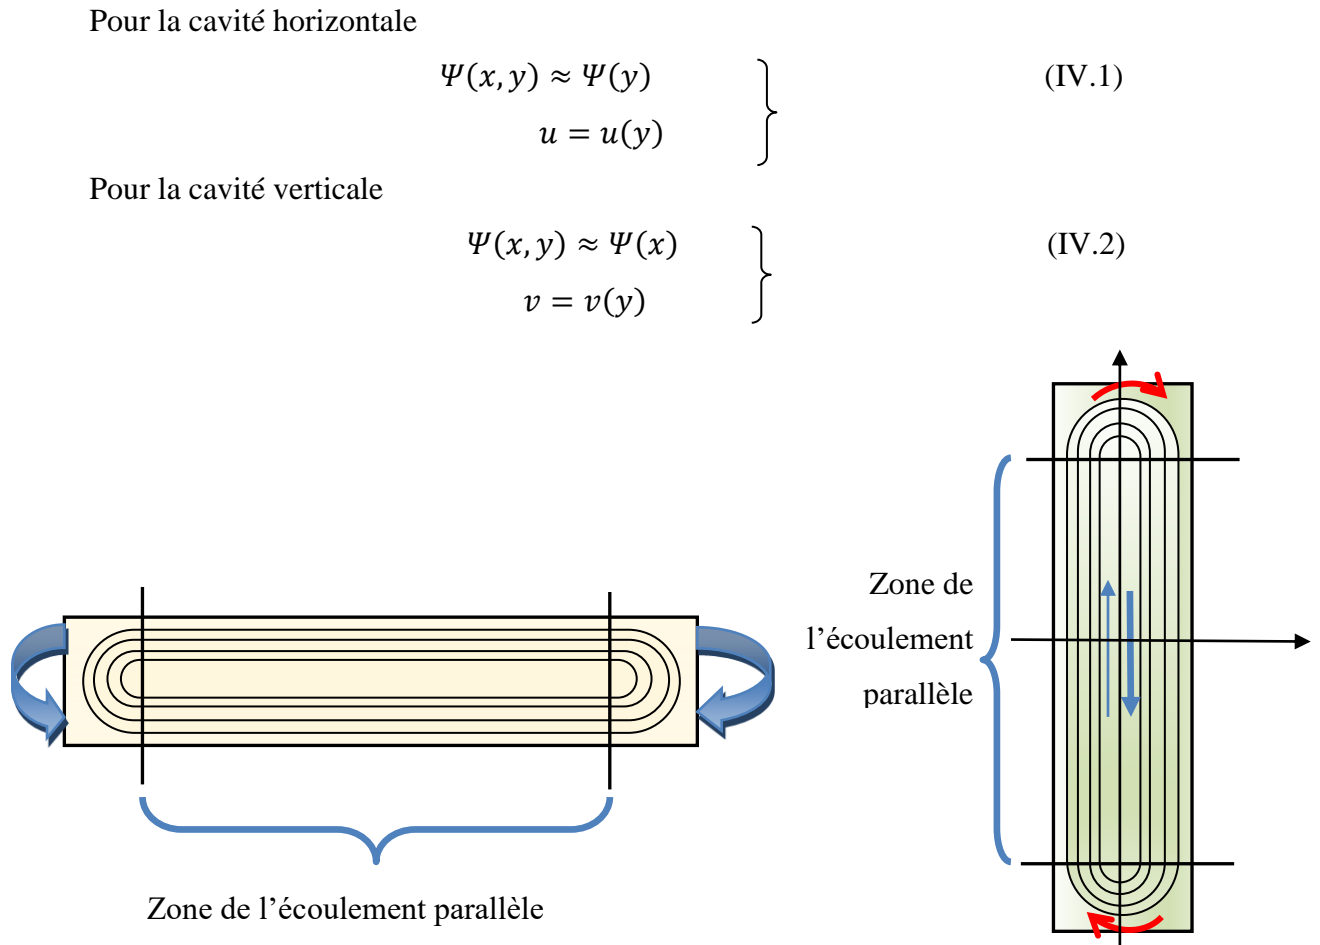 Pour la cavité horizontale
Ψ(x, y) ≈ Ψ(y) (IV.1)
u = u(y)
Pour la cavité verticale
Ψ(x, y) ≈ Ψ(x) (IV.2)
v = v(y)
Zone de
l’écoulement
parallèle
Zone de l’écoulement parallèle